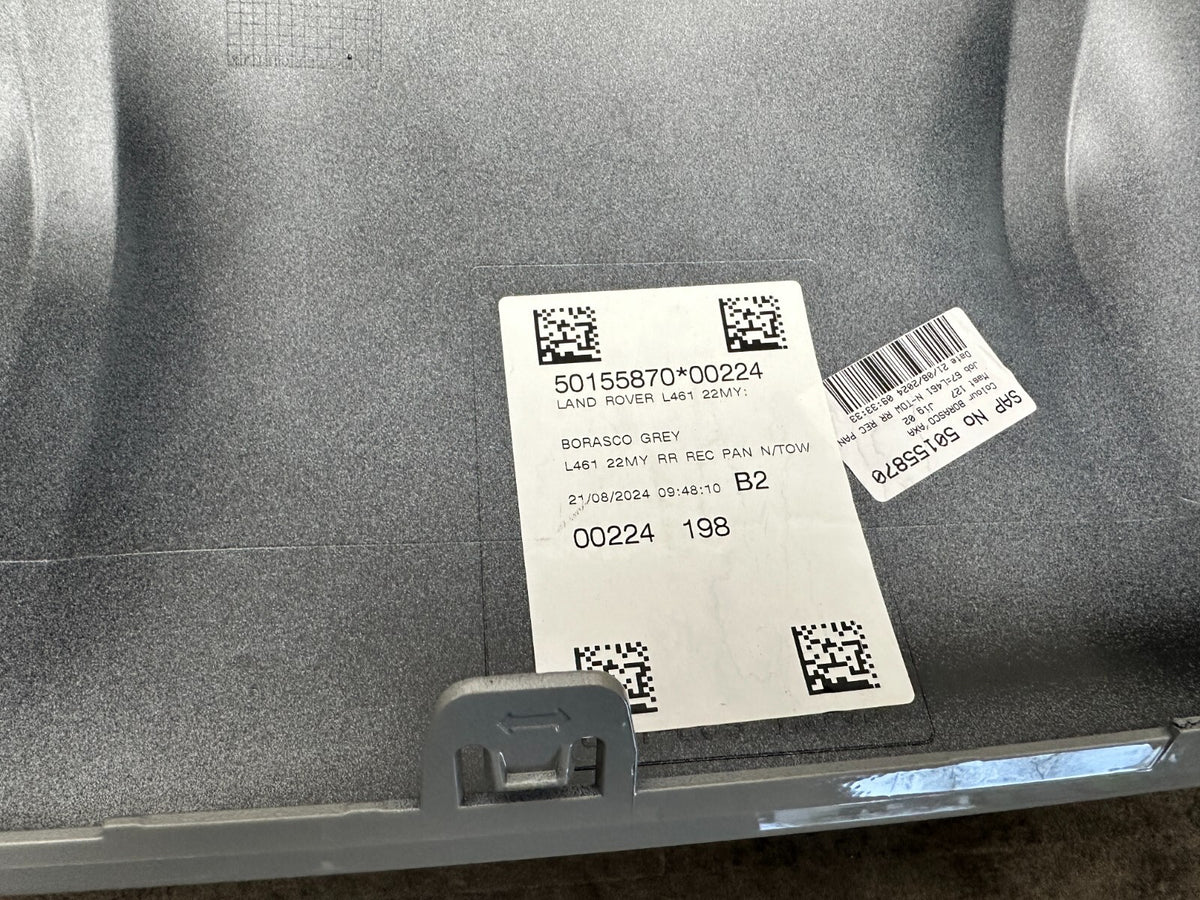 50155870*00224
LAND ROVER L461 22MY:
BORASCO GREY
L461 22MY RR REC PAN N/TOW
21/08/2024 09:48:10 B2
00224 198
SAP No 50155870
Colour BORASCO/AXA
Mast 127 Jig 02
Job 67=L461 N-TOW RR REC PAN
Date 21/08/2024 09:33:33